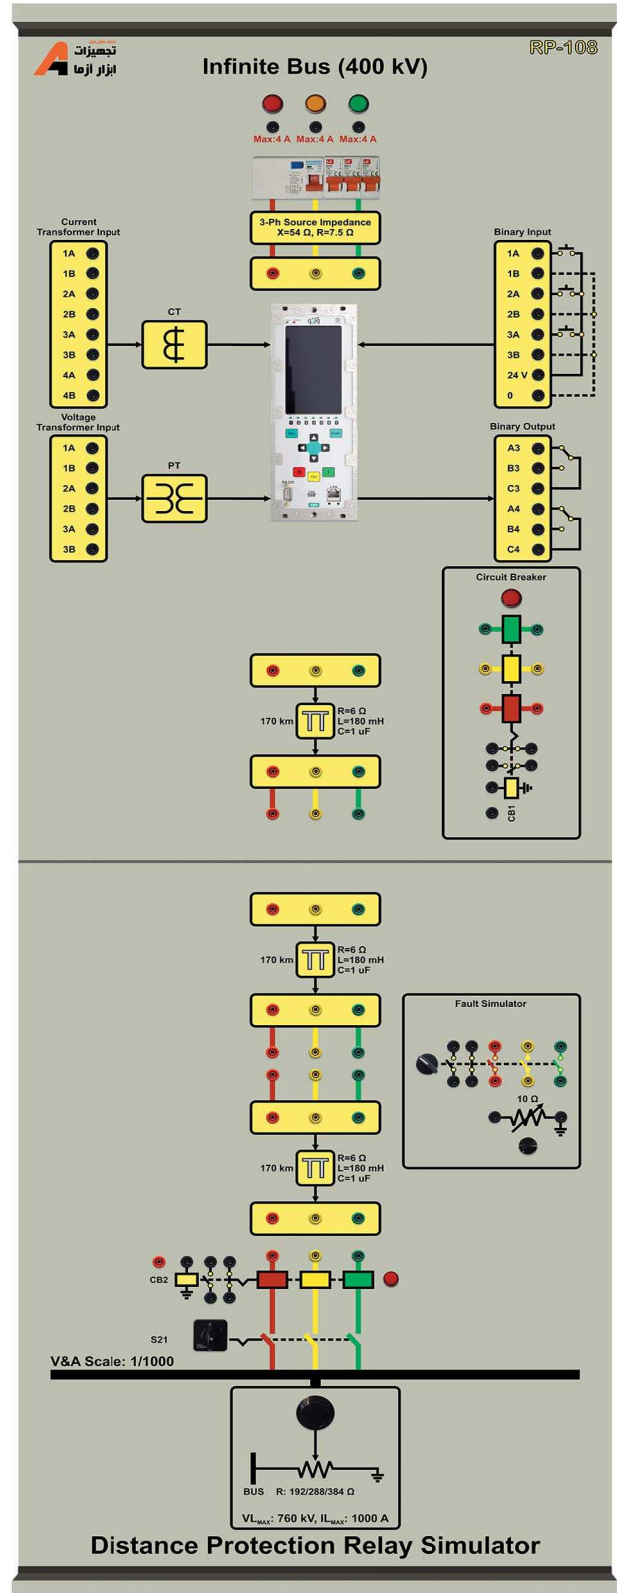 تجهیزات
ابزار آزما
RP-108
Infinite Bus (400 kV)
Max:4 A Max:4 A Max:4 A
3-Ph Source Impedance
X=54 Ω, R=7.5 Ω
Current
Transformer Input
1A
1B
2A
2B
3A
3B
4A
4B
CT
Voltage
Transformer Input
1A
1B
2A
2B
3A
3B
PT
Binary Input
1A
1B
2A
2B
3A
3B
24 V
0
Binary Output
A3
B3
C3
A4
B4
C4
Circuit Breaker
CB1
170 km
R=6 Ω
L=180 mH
C=1 uF
170 km
R=6 Ω
L=180 mH
C=1 uF
Fault Simulator
10 Ω
170 km
R=6 Ω
L=180 mH
C=1 uF
CB2
S21
V&A Scale: 1/1000
BUS R: 192/288/384 Ω
VLMAX: 760 kV, ILMAX: 1000 A
Distance Protection Relay Simulator